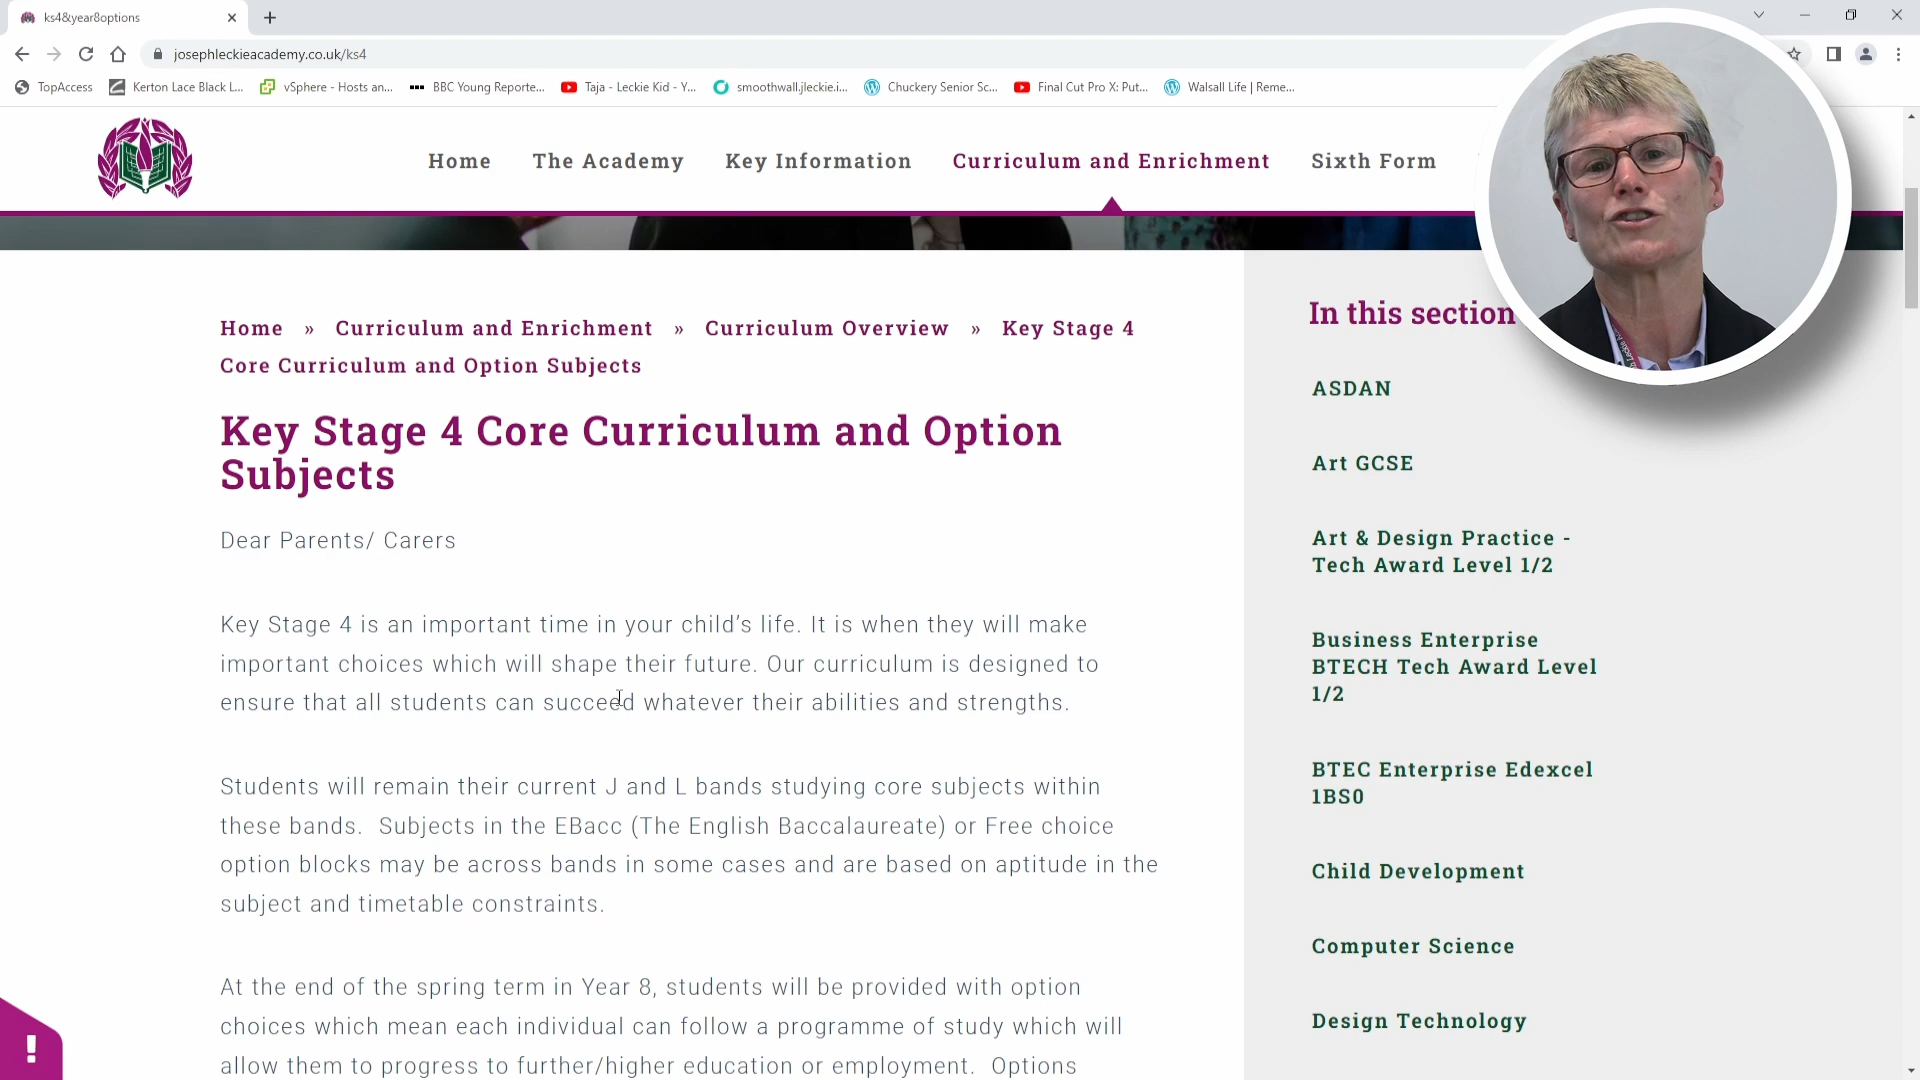 ks4&year8options
josephleckieacademy.co.uk/ks4
TopAccess
Kerton Lace Black L...
vSphere - Hosts an...
BBC Young Reporte...
Taja - Leckie Kid - Y...
smoothwall.jleckie.i...
Chuckery Senior Sc...
Final Cut Pro X: Put...
Walsall Life | Reme...
Home
The Academy
Key Information
Curriculum and Enrichment
Sixth Form
Home » Curriculum and Enrichment » Curriculum Overview » Key Stage 4
Core Curriculum and Option Subjects
Key Stage 4 Core Curriculum and Option
Subjects
Dear Parents/ Carers
Key Stage 4 is an important time in your child’s life. It is when they will make
important choices which will shape their future. Our curriculum is designed to
ensure that all students can succeed whatever their abilities and strengths.
Students will remain their current J and L bands studying core subjects within
these bands.  Subjects in the EBacc (The English Baccalaureate) or Free choice
option blocks may be across bands in some cases and are based on aptitude in the
subject and timetable constraints.
At the end of the spring term in Year 8, students will be provided with option
choices which mean each individual can follow a programme of study which will
allow them to progress to further/higher education or employment.  Options
In this section
ASDAN
Art GCSE
Art & Design Practice -
Tech Award Level 1/2
Business Enterprise
BTECH Tech Award Level
1/2
BTEC Enterprise Edexcel
1BS0
Child Development
Computer Science
Design Technology
!